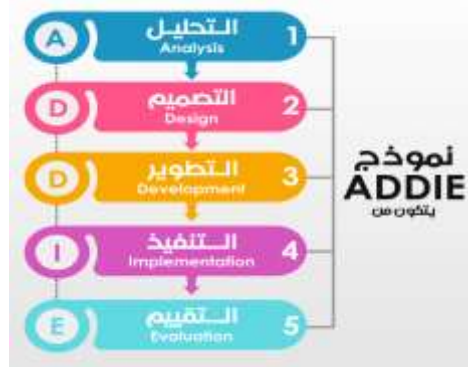 نموذج
ADDIE
يتكون من
1
التحليل
Analysis
A
2
التصميم
Design
D
3
التطوير
Development
D
4
التنفيذ
Implementation
I
5
التقييم
Evaluation
E